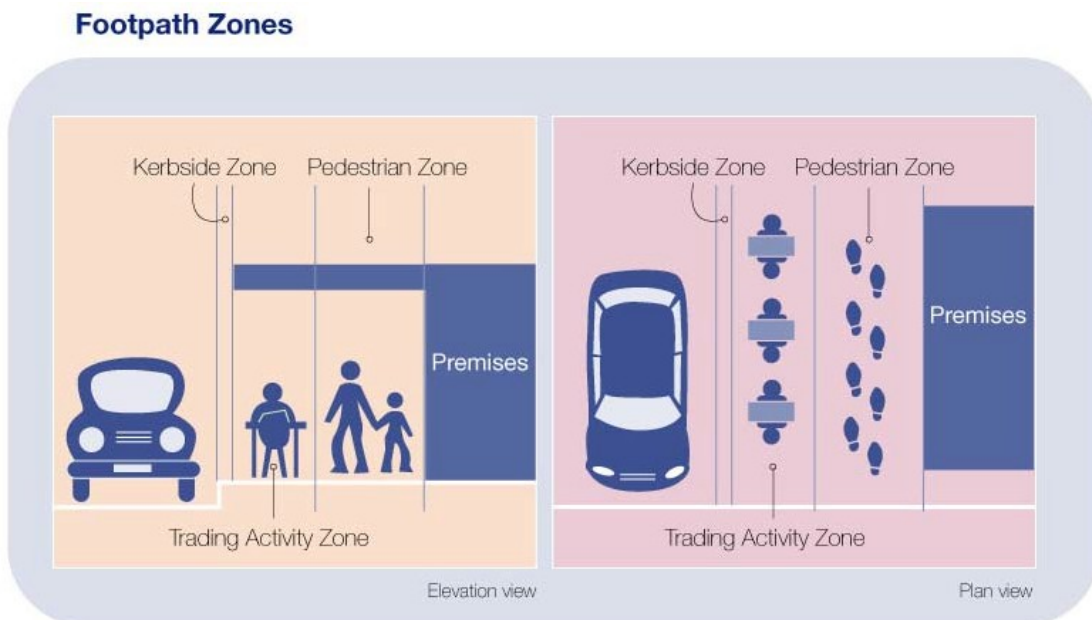 Footpath Zones
Kerbside Zone
Pedestrian Zone
Premises
Trading Activity Zone
Elevation view
Kerbside Zone
Pedestrian Zone
Premises
Trading Activity Zone
Plan view